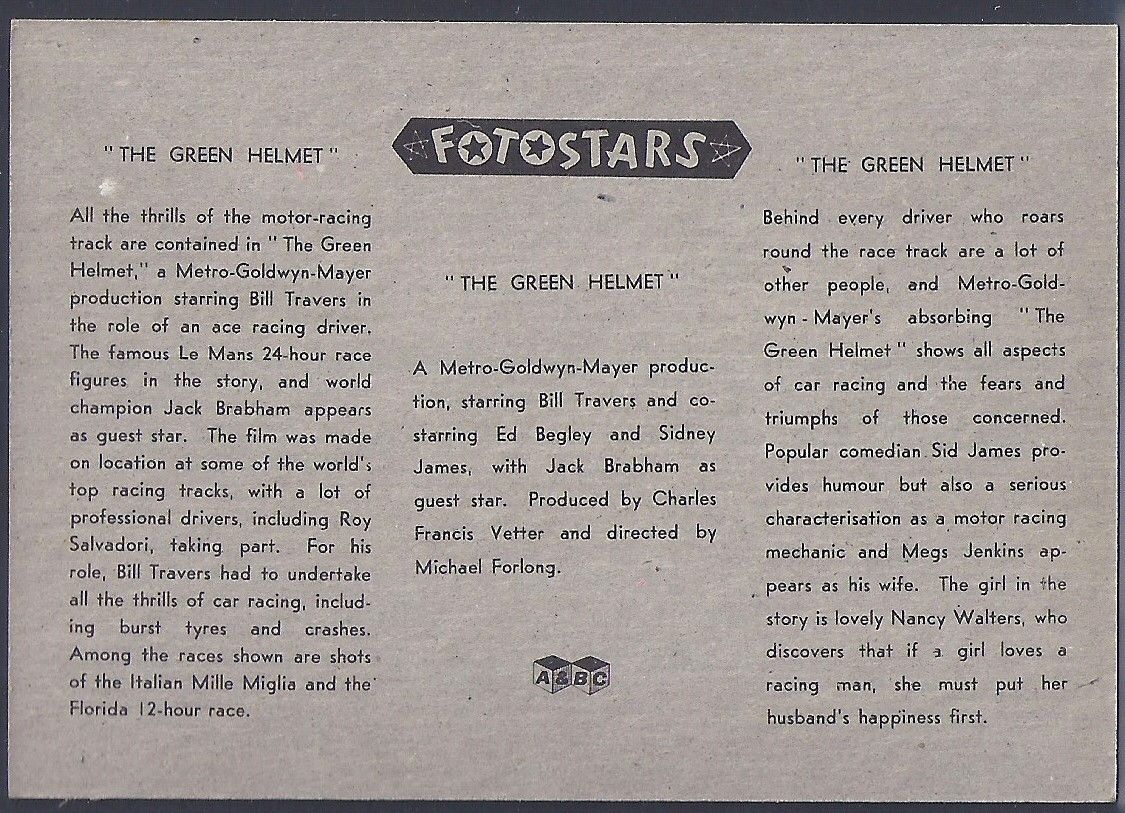 " THE GREEN HELMET "
All the thrills of the motor-racing
track are contained in " The Green
Helmet," a Metro-Goldwyn-Mayer
production starring Bill Travers in
the role of an ace racing driver.
The famous Le Mans 24-hour race
figures in the story, and world
champion Jack Brabham appears
as guest star. The film was made
on location at some of the world's
top racing tracks, with a lot of
professional drivers, including Roy
Salvadori, taking part. For his
role, Bill Travers had to undertake
all the thrills of car racing, includ-
ing burst tyres and crashes.
Among the races shown are shots
of the Italian Mille Miglia and the
Florida 12-hour race.
FOTOSTARS
" THE GREEN HELMET "
A Metro-Goldwyn-Mayer produc-
tion, starring Bill Travers and co-
starring Ed Begley and Sidney
James, with Jack Brabham as
guest star. Produced by Charles
Francis Vetter and directed by
Michael Forlong.
A&BC
" THE GREEN HELMET "
Behind every driver who roars
round the race track are a lot of
other people, and Metro-Gold-
wyn - Mayer's absorbing " The
Green Helmet " shows all aspects
of car racing and the fears and
triumphs of those concerned.
Popular comedian Sid James pro-
vides humour but also a serious
characterisation as a motor racing
mechanic and Megs Jenkins ap-
pears as his wife. The girl in the
story is lovely Nancy Walters, who
discovers that if a girl loves a
racing man, she must put her
husband's happiness first.